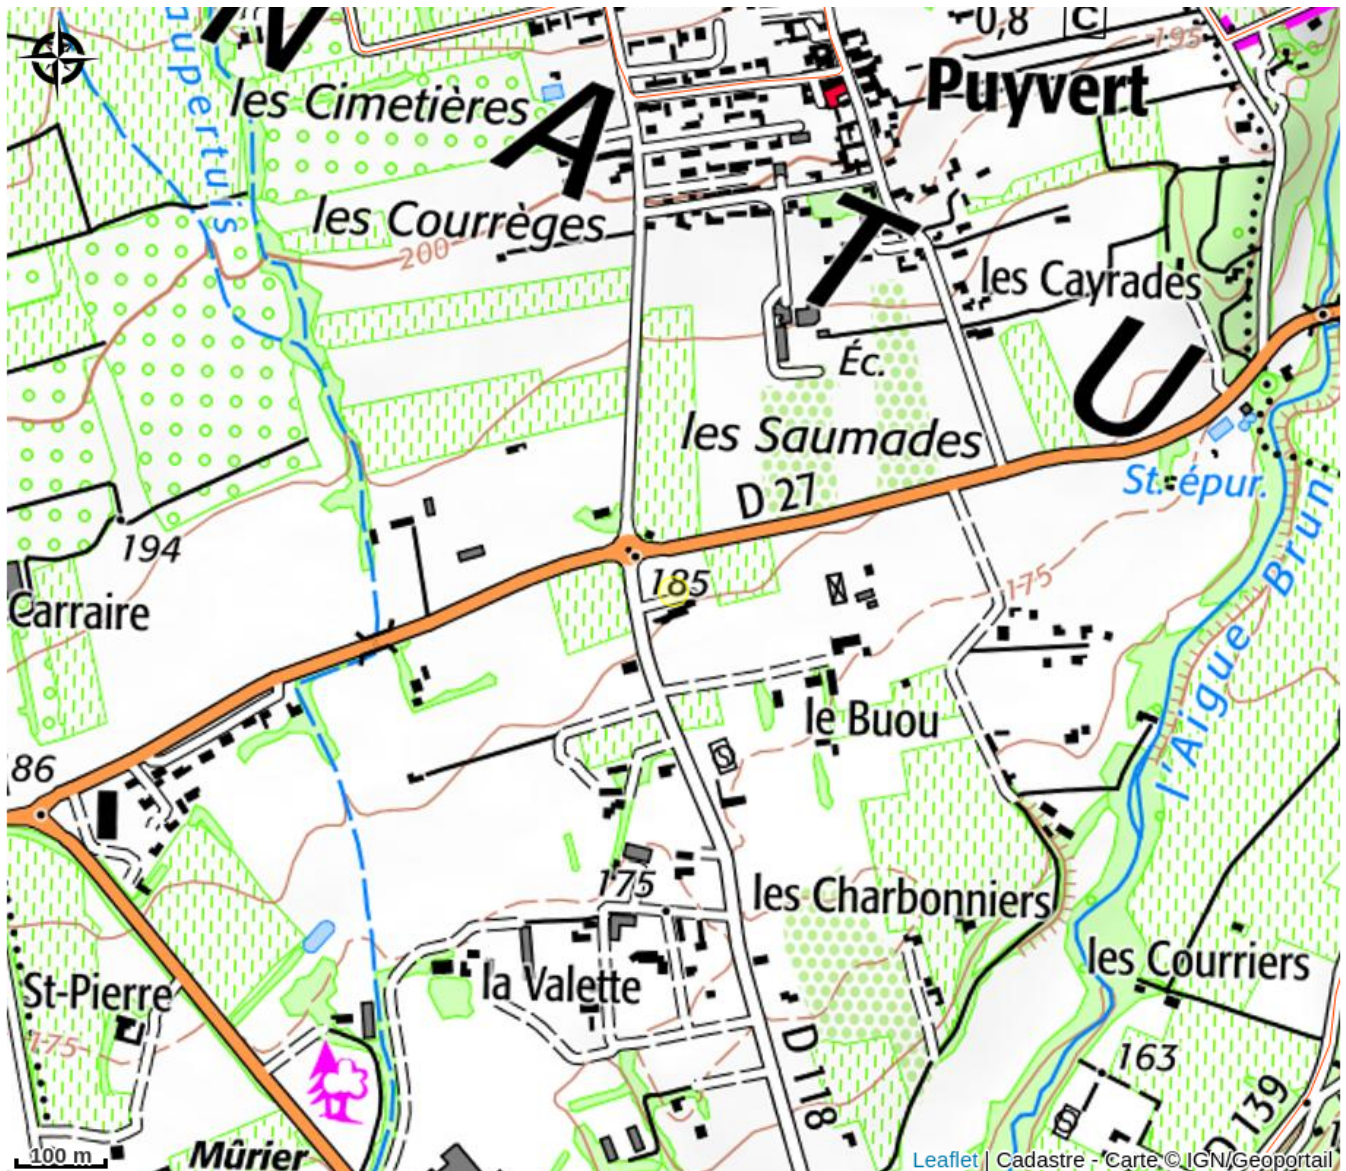 0,8 C
195
N
aupertuis
les Cimetières
A
Puyvert
les Courrèges
200
T
les Cayrades
U
Éc.
les Saumades
D 27
St. épur.
194
185
175
Carraire
l'Aigue Brun
le Buou
86
175
les Charbonniers
la Valette
les Courriers
St-Pierre
175
D 118
163
D 139
Mûrier
100 m
Leaflet | Cadastre - Carte © IGN/Geoportail